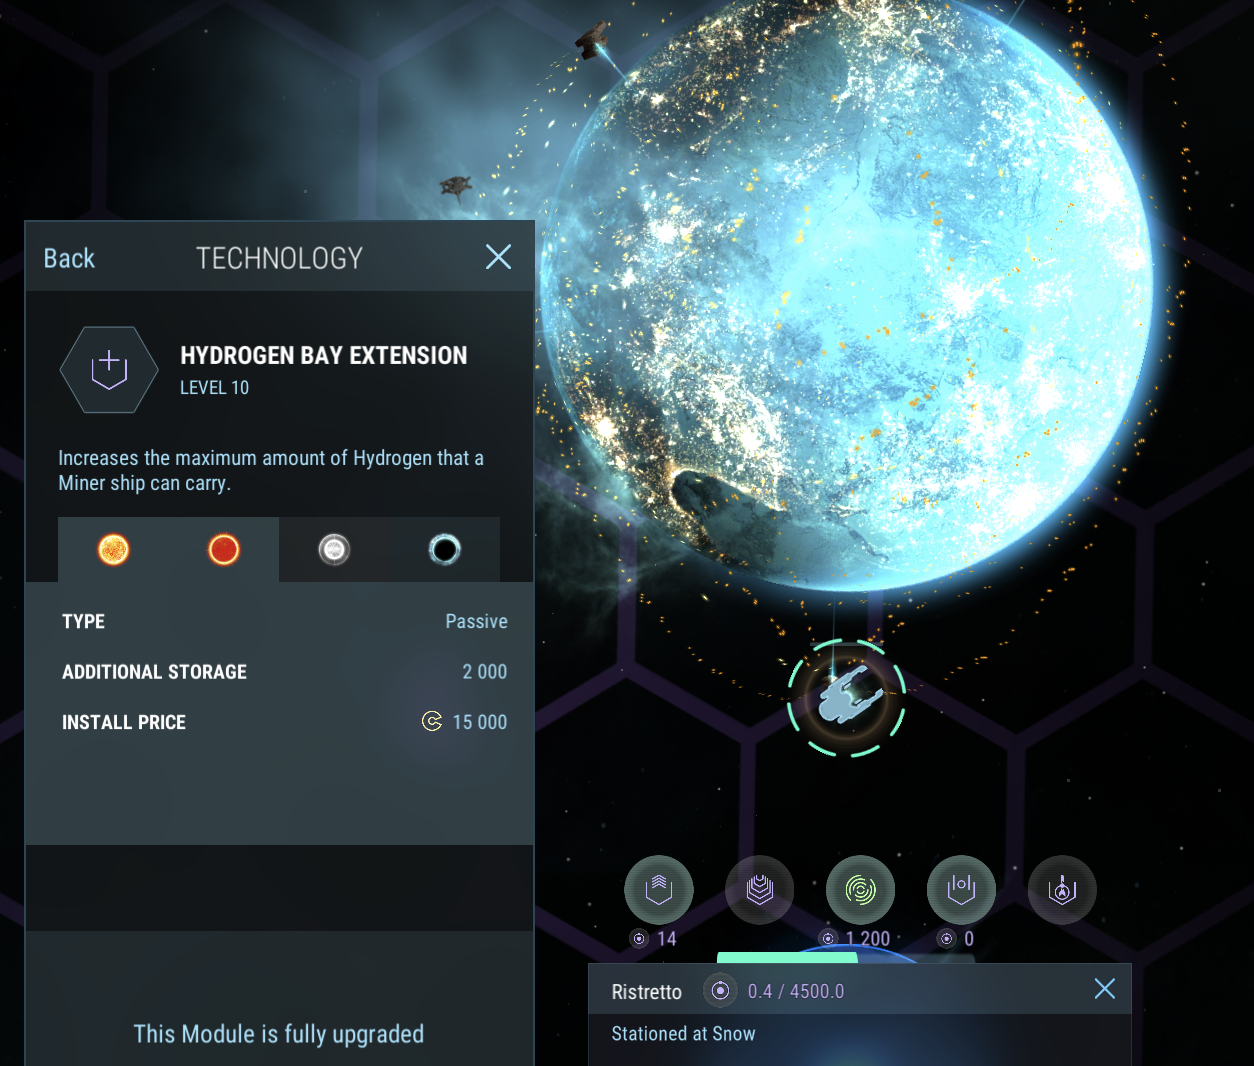 Back
TECHNOLOGY
HYDROGEN BAY EXTENSION
LEVEL 10
Increases the maximum amount of Hydrogen that a
Miner ship can carry.
TYPE
Passive
ADDITIONAL STORAGE
2 000
INSTALL PRICE
15 000
This Module is fully upgraded
14
1 200
0
Ristretto
0.4 / 4500.0
Stationed at Snow